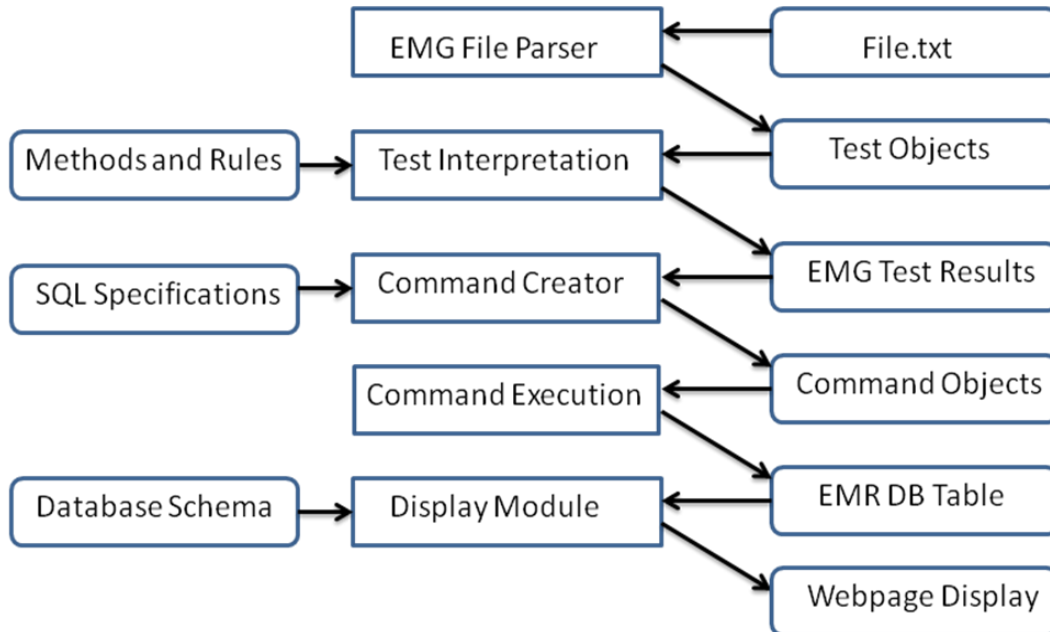 EMG File Parser
File.txt
Methods and Rules
Test Interpretation
Test Objects
SQL Specifications
Command Creator
EMG Test Results
Command Execution
Command Objects
Database Schema
Display Module
EMR DB Table
Webpage Display